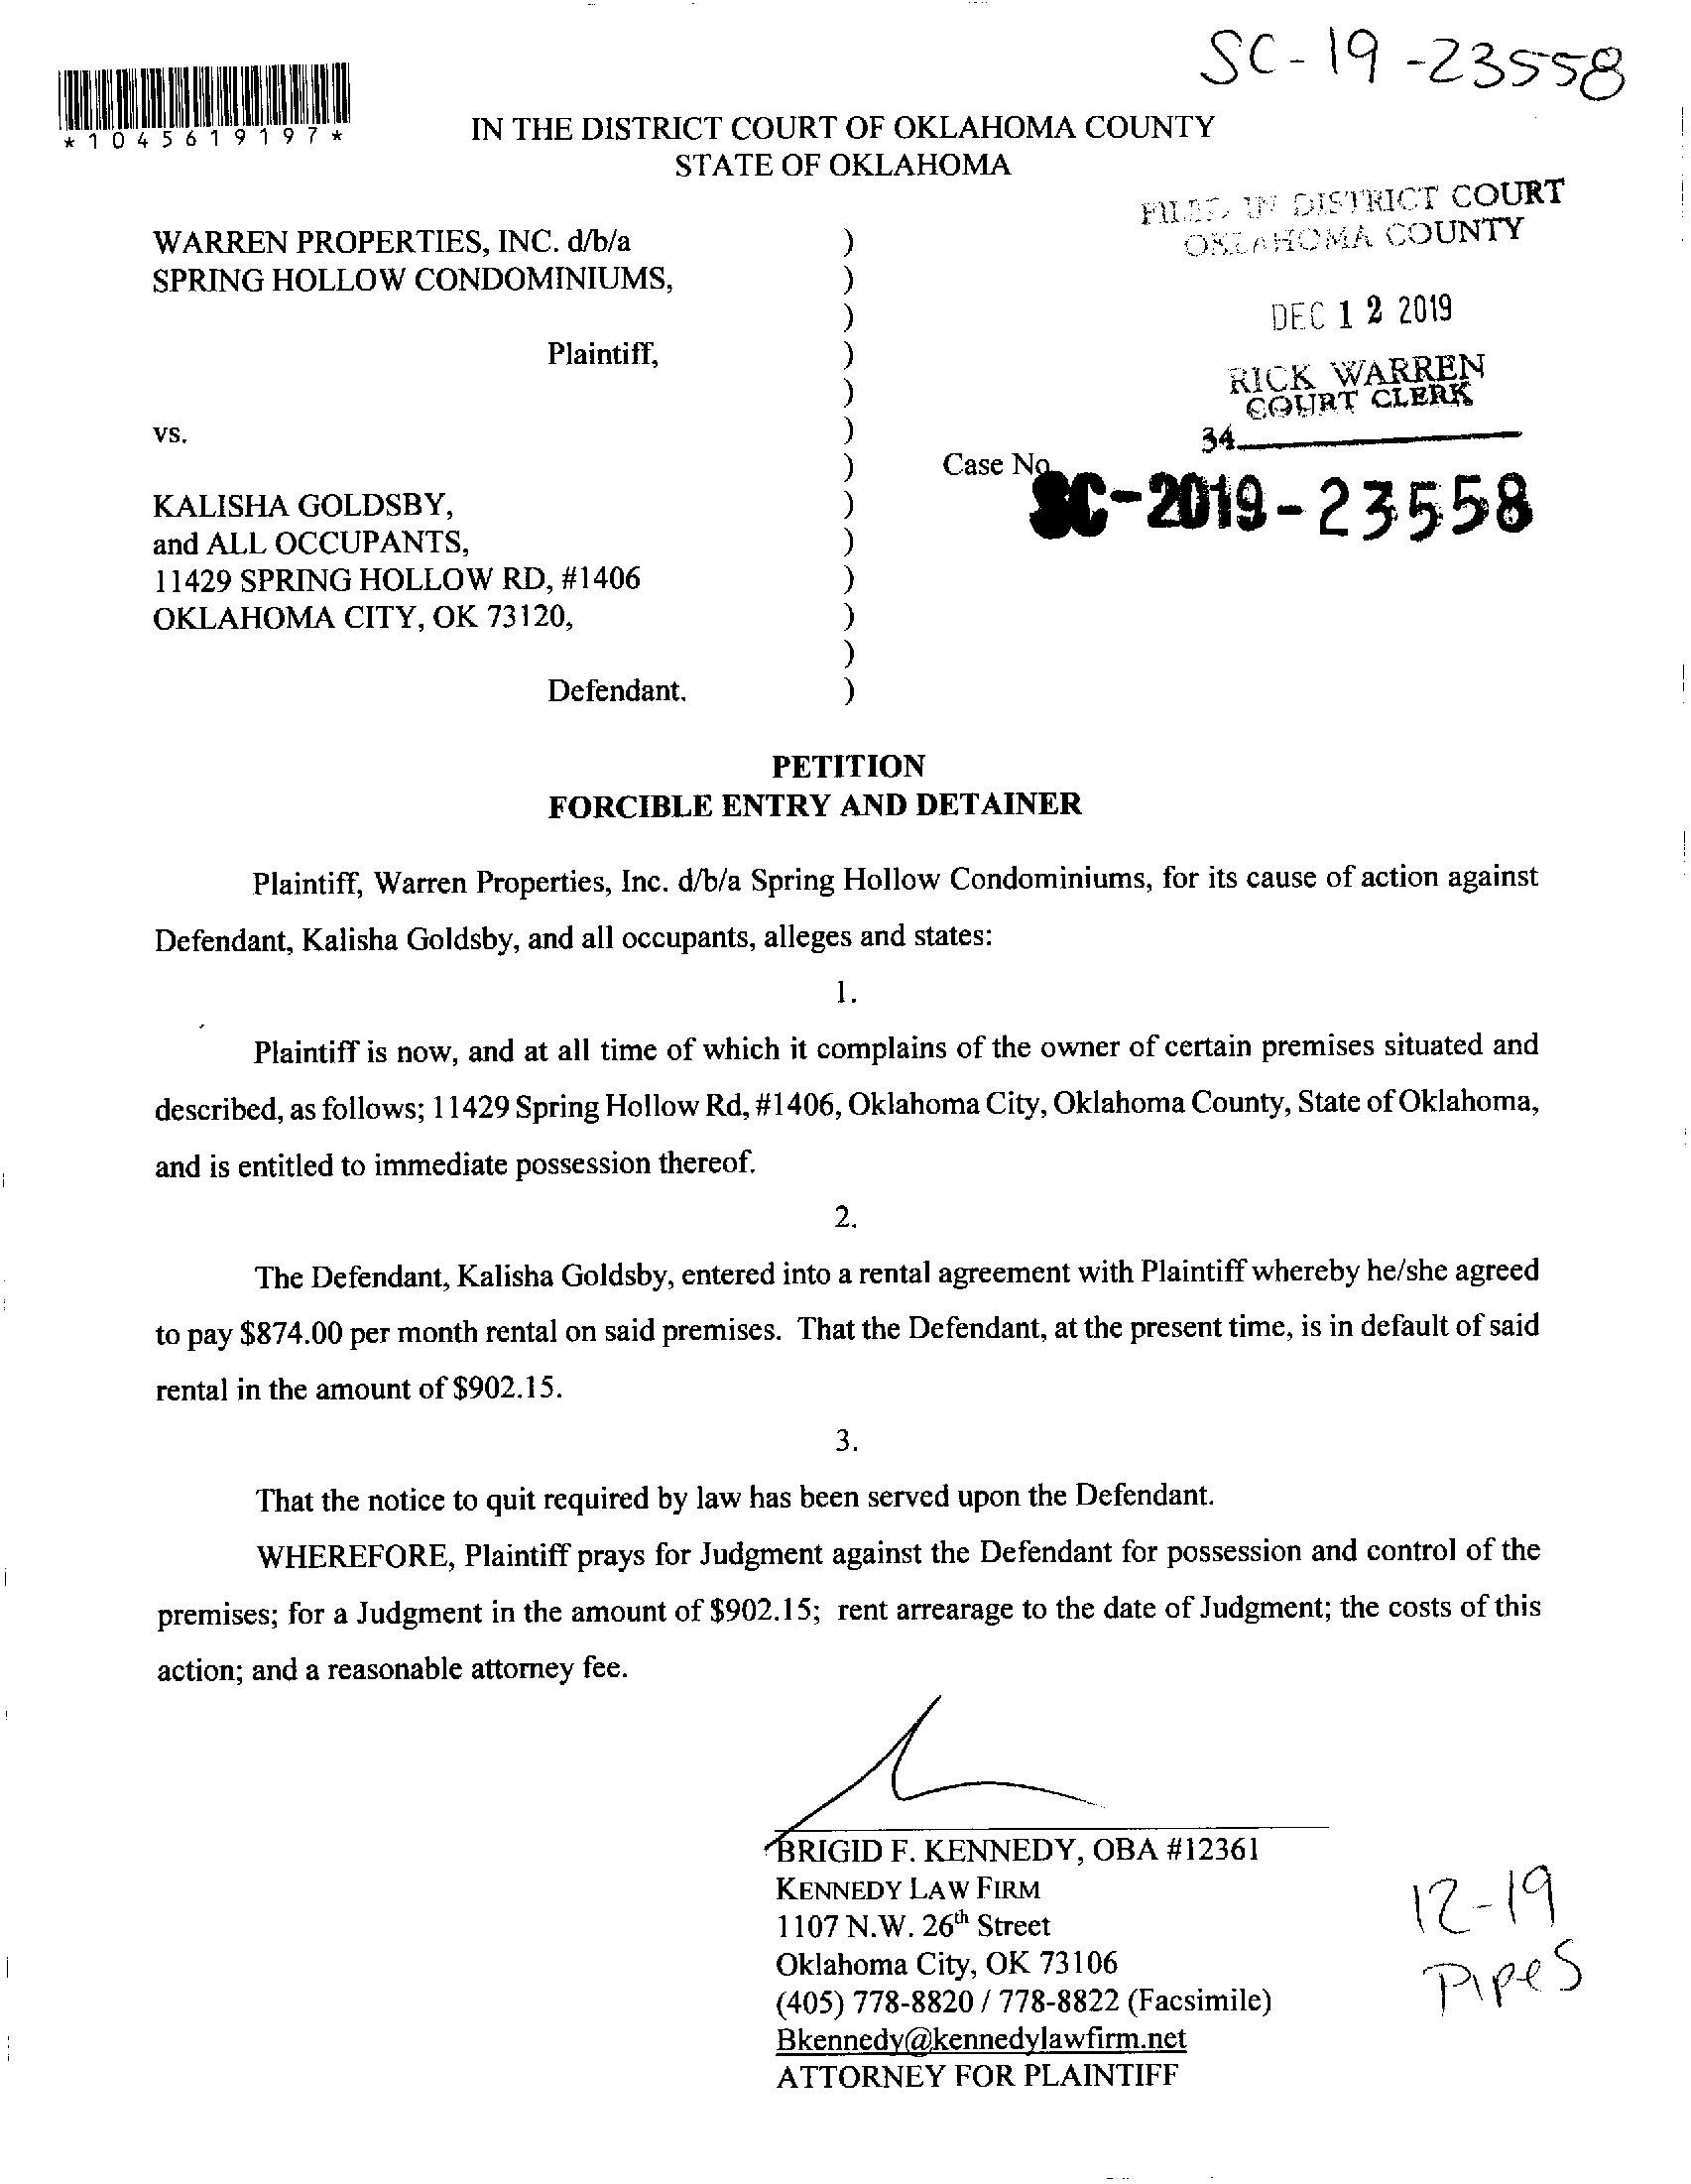 SC-19-23558
*1045619197*
IN THE DISTRICT COURT OF OKLAHOMA COUNTY
STATE OF OKLAHOMA
FILED IN DISTRICT COURT
OKLAHOMA COUNTY
WARREN PROPERTIES, INC. d/b/a )
SPRING HOLLOW CONDOMINIUMS, )
)
DEC 12 2019
Plaintiff, )
RICK WARREN
COURT CLERK
)
vs. )
34
) Case No.
SC-2019-23558
KALISHA GOLDSBY, )
and ALL OCCUPANTS, )
11429 SPRING HOLLOW RD, #1406 )
OKLAHOMA CITY, OK 73120, )
)
Defendant. )
PETITION
FORCIBLE ENTRY AND DETAINER
Plaintiff, Warren Properties, Inc. d/b/a Spring Hollow Condominiums, for its cause of action against
Defendant, Kalisha Goldsby, and all occupants, alleges and states:
1.
Plaintiff is now, and at all time of which it complains of the owner of certain premises situated and
described, as follows; 11429 Spring Hollow Rd, #1406, Oklahoma City, Oklahoma County, State of Oklahoma,
and is entitled to immediate possession thereof.
2.
The Defendant, Kalisha Goldsby, entered into a rental agreement with Plaintiff whereby he/she agreed
to pay $874.00 per month rental on said premises. That the Defendant, at the present time, is in default of said
rental in the amount of $902.15.
3.
That the notice to quit required by law has been served upon the Defendant.
WHEREFORE, Plaintiff prays for Judgment against the Defendant for possession and control of the
premises; for a Judgment in the amount of $902.15; rent arrearage to the date of Judgment; the costs of this
action; and a reasonable attorney fee.
BRIGID F. KENNEDY, OBA #12361
KENNEDY LAW FIRM
1107 N.W. 26th Street
Oklahoma City, OK 73106
(405) 778-8820 / 778-8822 (Facsimile)
Bkennedy@kennedylawfirm.net
ATTORNEY FOR PLAINTIFF
12-19
Pipes